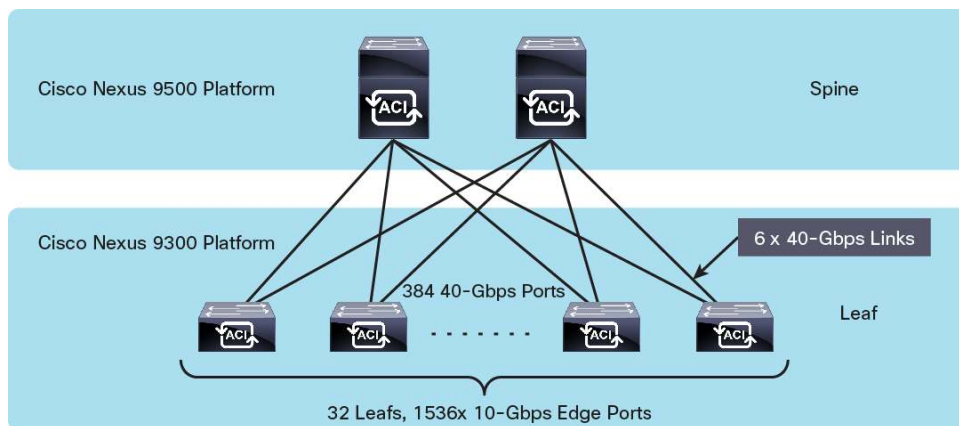 Cisco Nexus 9500 Platform
Spine
ACI
ACI
Cisco Nexus 9300 Platform
6 x 40-Gbps Links
384 40-Gbps Ports
Leaf
ACI
ACI
ACI
ACI
32 Leafs, 1536x 10-Gbps Edge Ports